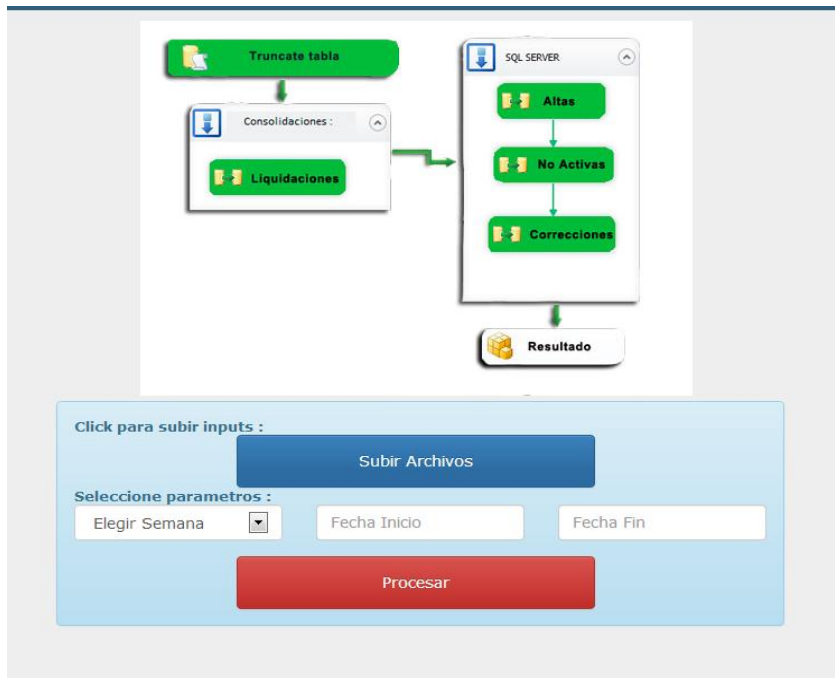 Truncate tabla
Consolidaciones :
Liquidaciones
SQL SERVER
Altas
No Activas
Correcciones
Resultado
Click para subir inputs :
Subir Archivos
Seleccione parametros :
Elegir Semana
Fecha Inicio
Fecha Fin
Procesar